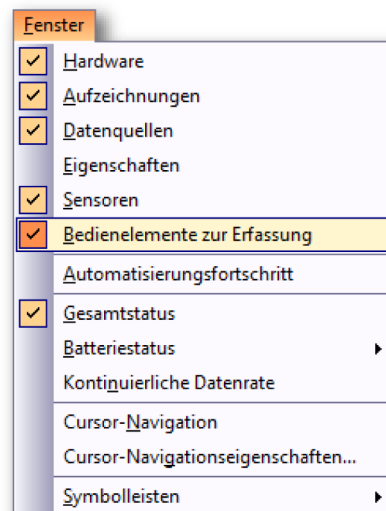 Fenster
Hardware
Aufzeichnungen
Datenquellen
Eigenschaften
Sensoren
Bedienelemente zur Erfassung
Automatisierungsfortschritt
Gesamtstatus
Batteriestatus
Kontinuierliche Datenrate
Cursor-Navigation
Cursor-Navigationseigenschaften...
Symbolleisten